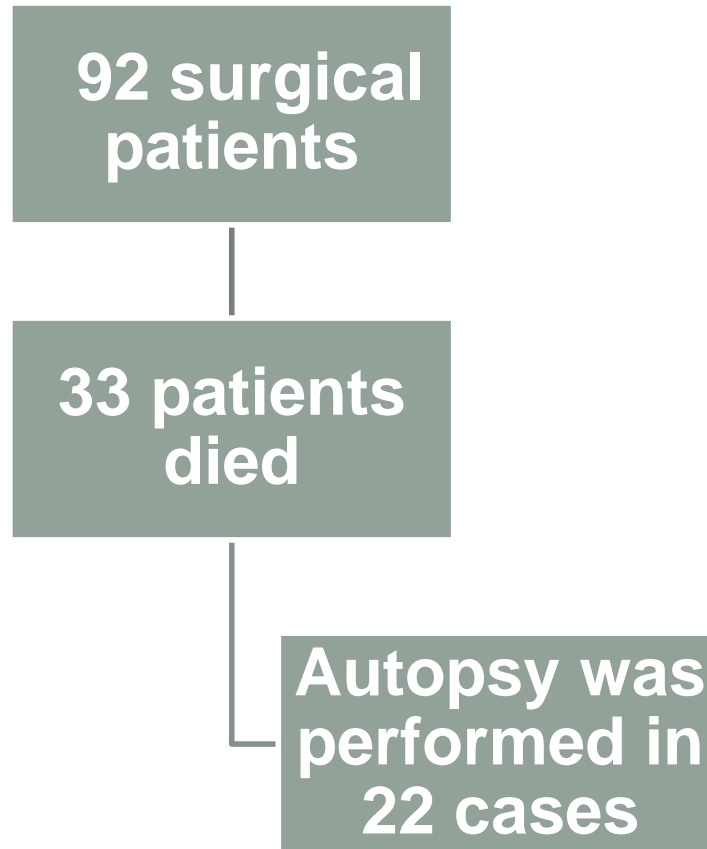 92 surgical
patients
33 patients
died
Autopsy was
performed in
22 cases